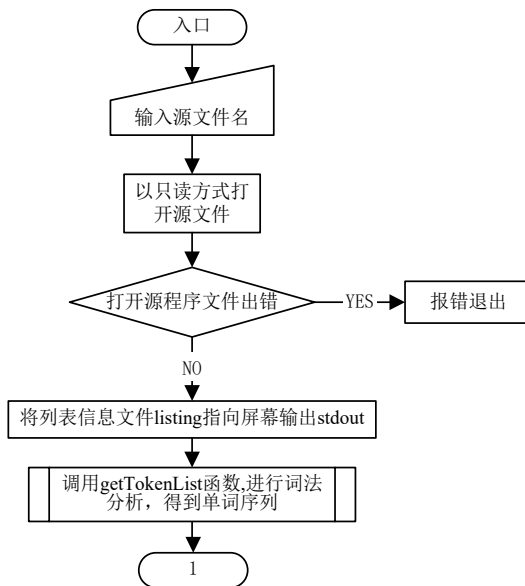 入口
输入源文件名
以只读方式打
开源文件
打开源程序文件出错
YES
报错退出
NO
将列表信息文件listing指向屏幕输出stdout
调用getTokenList函数,进行词法
分析，得到单词序列
1